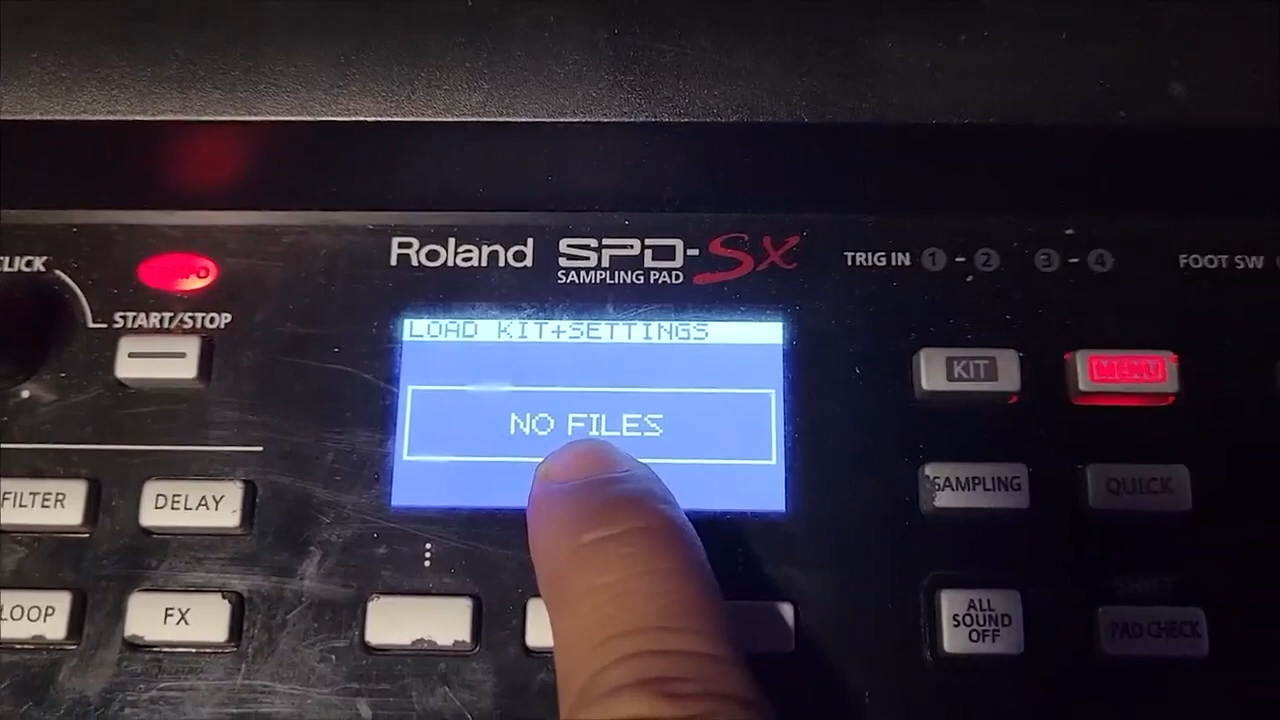 Roland SPD-SX
SAMPLING PAD
TRIG IN 1 - 2 3 - 4
FOOT SW
CLICK
START/STOP
LOAD KIT+SETTINGS
NO FILES
KIT
MENU
FILTER
DELAY
SAMPLING
QUICK
LOOP
FX
ALL
SOUND
OFF
SHIFT
PAD CHECK